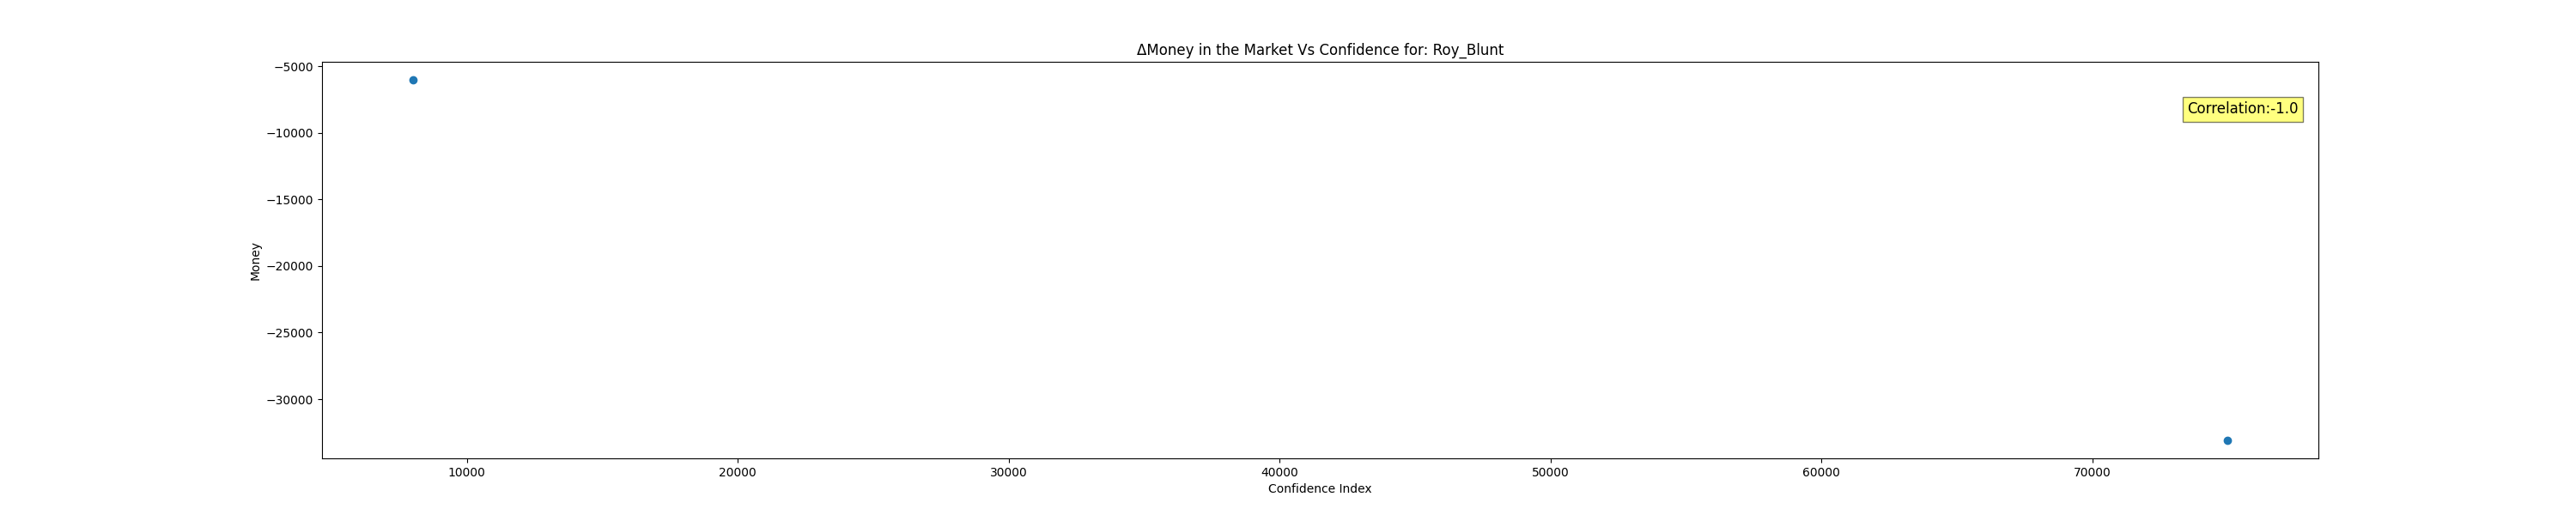 ΔMoney in the Market Vs Confidence for: Roy_Blunt
−5000
Correlation:-1.0
−10000
−15000
Money
−20000
−25000
−30000
10000 20000 30000 40000 50000 60000 70000
Confidence Index